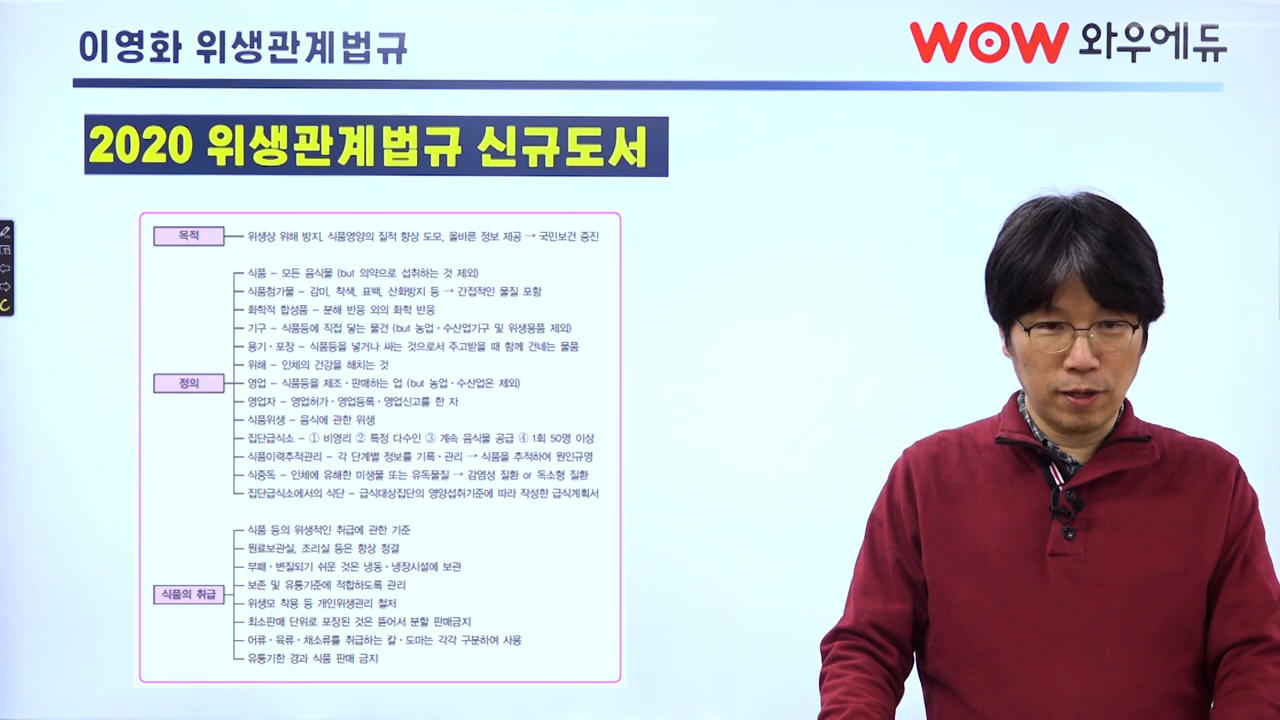 이영화 위생관계법규
WOW 와우에듀
2020 위생관계법규 신규도서
목적
위생상 위해 방지, 식품영양의 질적 향상 도모, 올바른 정보 제공 → 국민보건 증진
정의
식품 – 모든 음식물 (but 의약으로 섭취하는 것 제외)
식품첨가물 – 감미, 착색, 표백, 산화방지 등 → 간접적인 물질 포함
화학적 합성품 – 분해 반응 외의 화학 반응
기구 – 식품등에 직접 닿는 물건 (but 농업·수산업기구 및 위생용품 제외)
용기·포장 – 식품등을 넣거나 싸는 것으로서 주고받을 때 함께 건네는 물품
위해 – 인체의 건강을 해치는 것
영업 – 식품등을 제조·판매하는 업 (but 농업·수산업은 제외)
영업자 – 영업허가·영업등록·영업신고를 한 자
식품위생 – 음식에 관한 위생
집단급식소 – ① 비영리 ② 특정 다수인 ③ 계속 음식물 공급 ④ 1회 50명 이상
식품이력추적관리 – 각 단계별 정보를 기록·관리 → 식품을 추적하여 원인규명
식중독 – 인체에 유해한 미생물 또는 유독물질 → 감염성 질환 or 독소형 질환
집단급식소에서의 식단 – 급식대상집단의 영양섭취기준에 따라 작성한 급식계획서
식품의 취급
식품 등의 위생적인 취급에 관한 기준
원료보관실, 조리실 등은 항상 청결
부패·변질되기 쉬운 것은 냉동·냉장시설에 보관
보존 및 유통기준에 적합하도록 관리
위생모 착용 등 개인위생관리 철저
최소판매 단위로 포장된 것은 뜯어서 분할 판매금지
어류·육류·채소류를 취급하는 칼·도마는 각각 구분하여 사용
유통기한 경과 식품 판매 금지